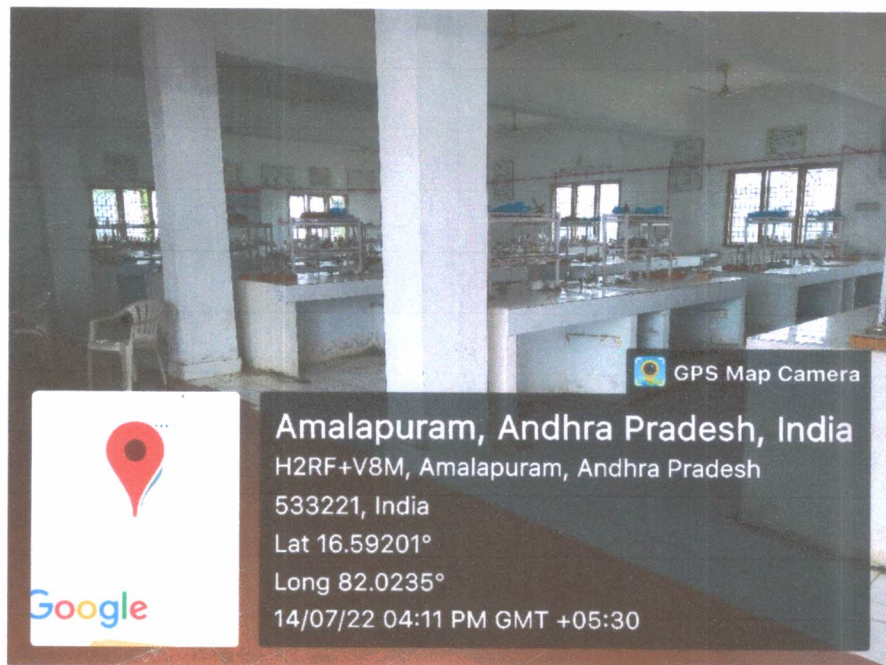 GPS Map Camera
Amalapuram, Andhra Pradesh, India
H2RF+V8M, Amalapuram, Andhra Pradesh
533221, India
Lat 16.59201°
Long 82.0235°
14/07/22 04:11 PM GMT +05:30
Google